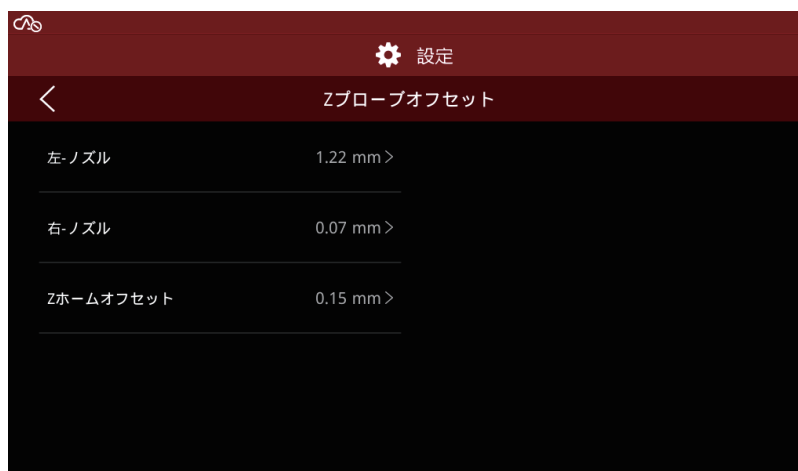 設定
Zプローブオフセット
左-ノズル 1.22 mm
右-ノズル 0.07 mm
Zホームオフセット 0.15 mm